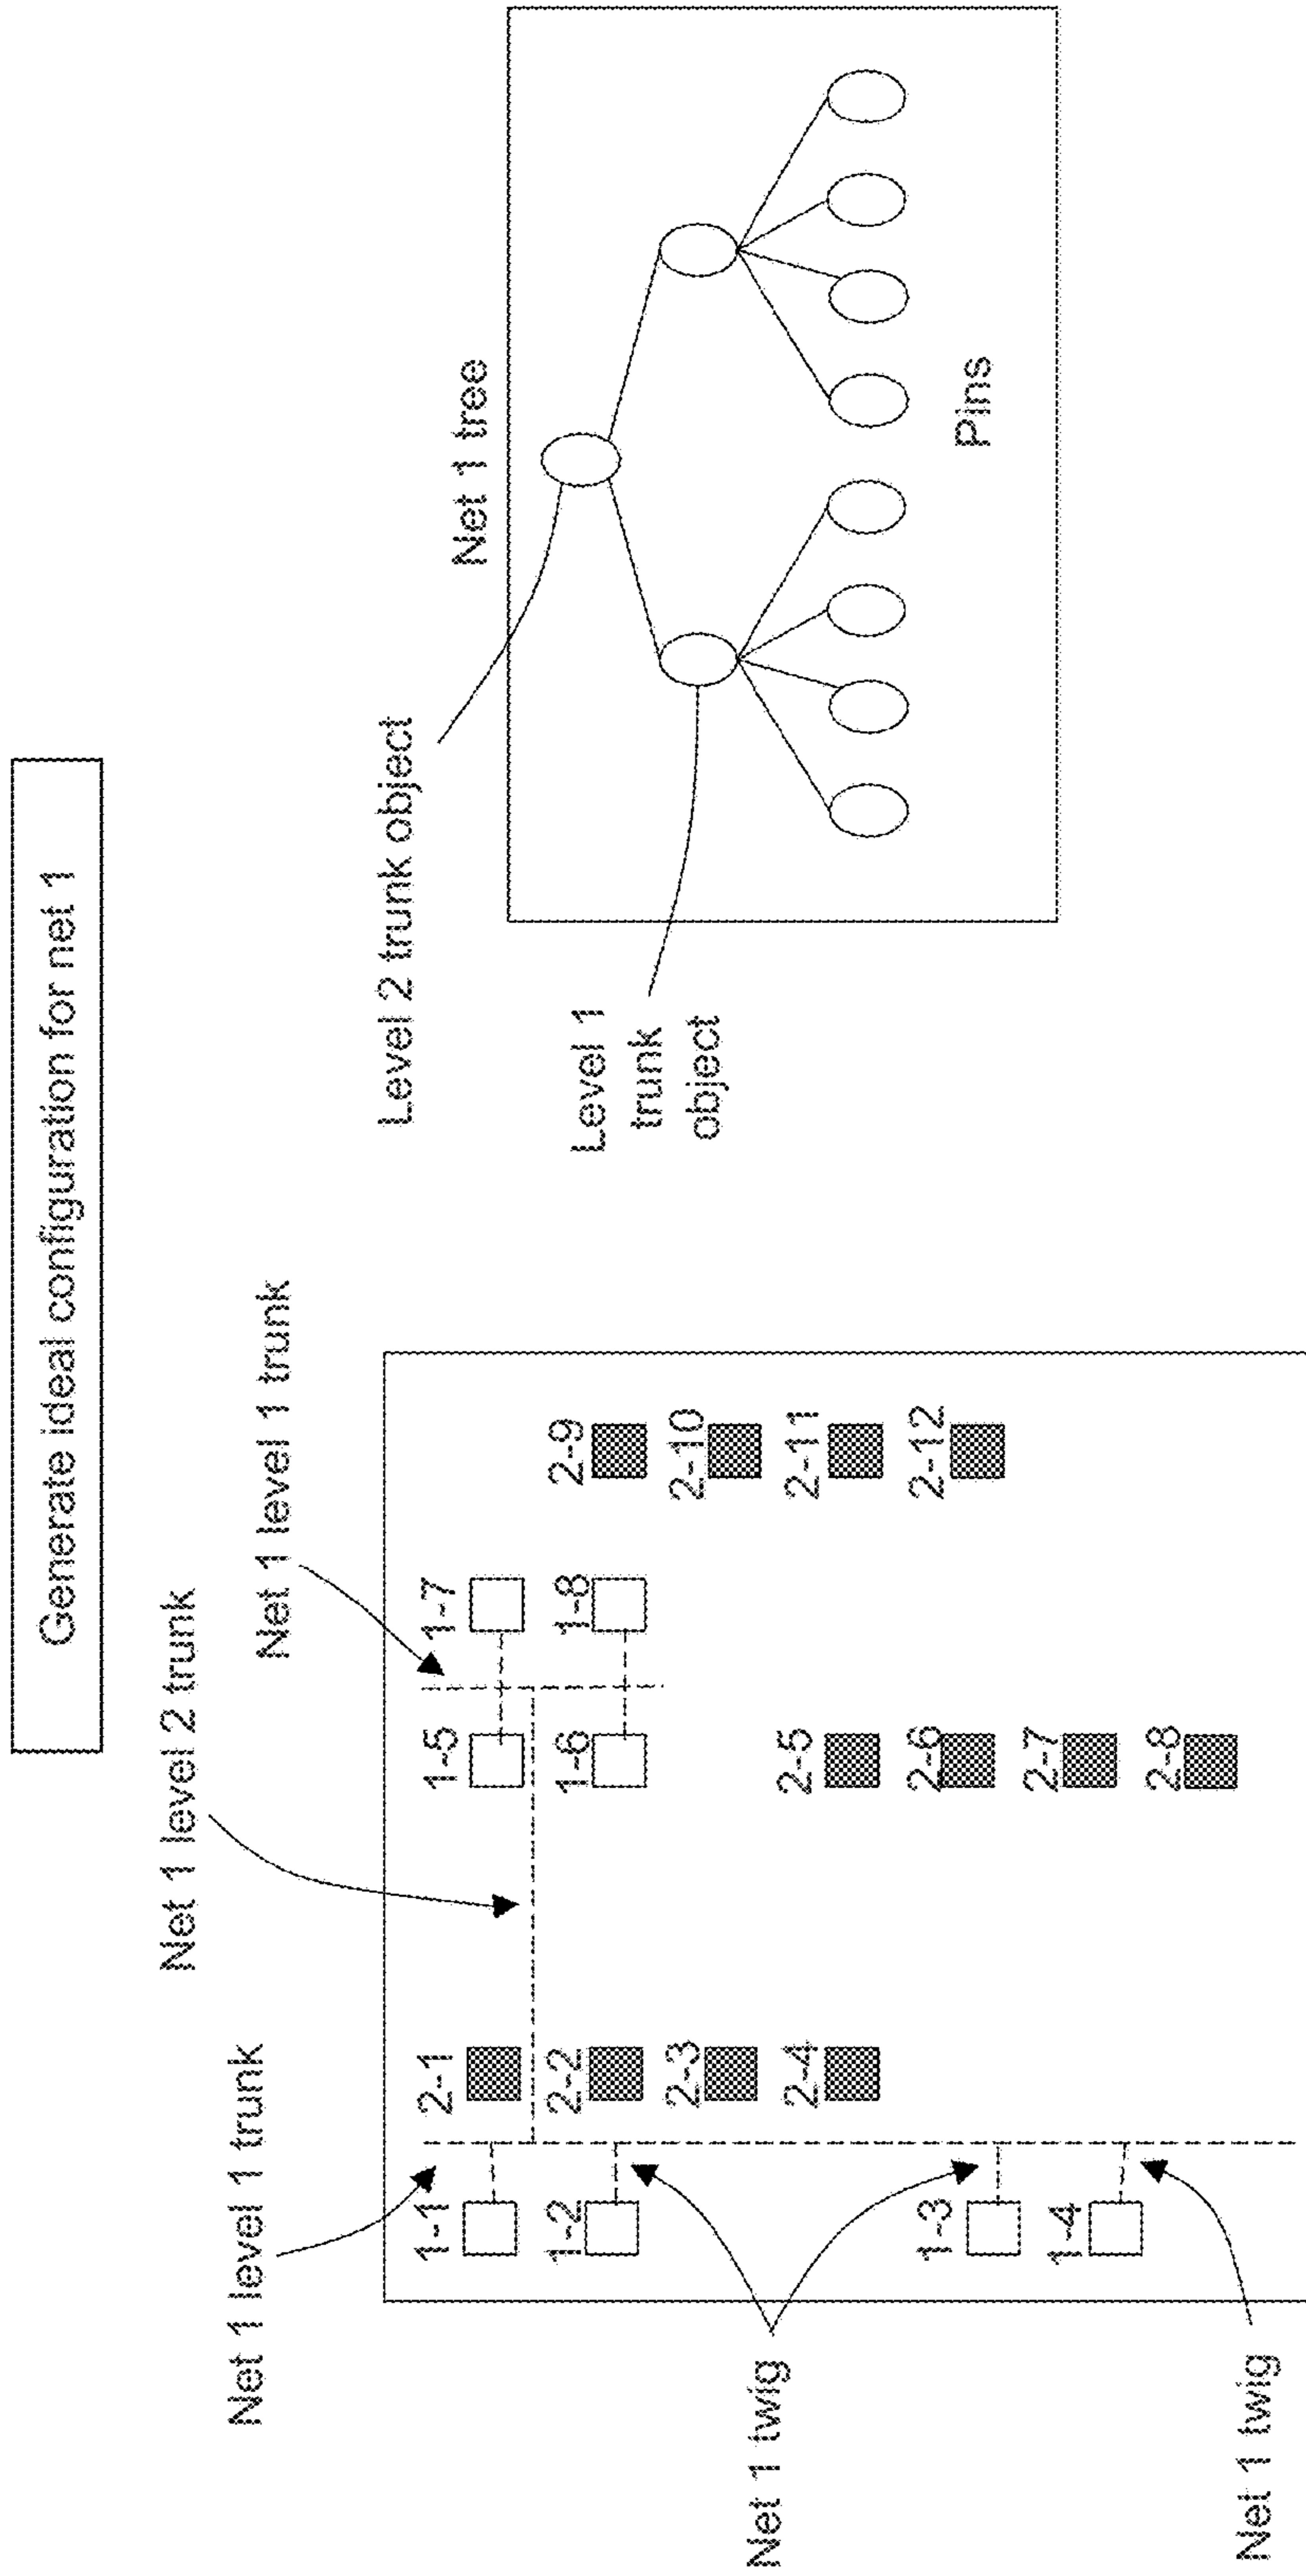 Generate ideal configuration for net 1
Net 1 level 2 trunk
Net 1 level 1 trunk
Net 1 level 1 trunk
1-1
2-1
1-5
1-7
1-2
2-2
1-6
1-8
2-9
2-3
2-10
2-4
2-5
2-11
1-3
2-6
2-12
1-4
2-7
2-8
Net 1 twig
Net 1 twig
Level 2 trunk object
Net 1 tree
Level 1
trunk
object
Pins